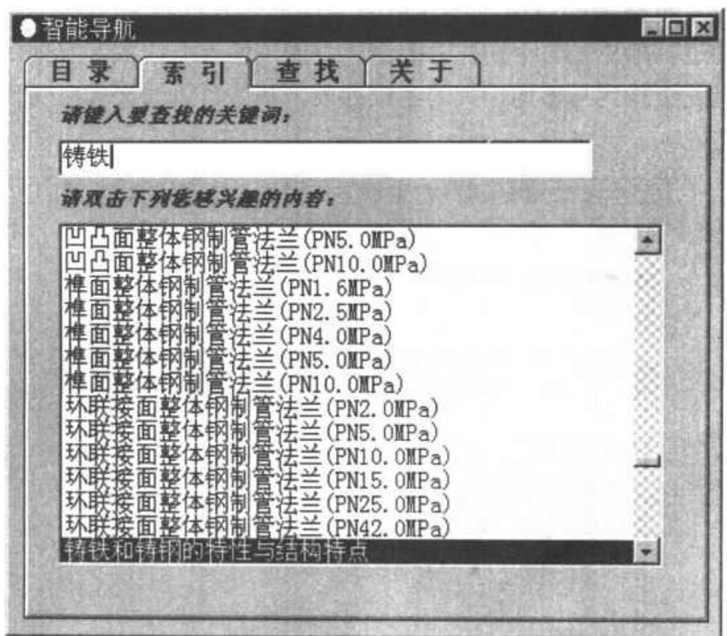 智能导航
目录 索引 查找 关于
请键入要查找的关键词:
铸铁
请双击下列您感兴趣的内容:
凹凸面整体钢制管法兰(PN5.0MPa)
凹凸面整体钢制管法兰(PN10.0MPa)
榫面整体钢制管法兰(PN1.6MPa)
榫面整体钢制管法兰(PN2.5MPa)
榫面整体钢制管法兰(PN4.0MPa)
榫面整体钢制管法兰(PN5.0MPa)
榫面整体钢制管法兰(PN10.0MPa)
环联接面整体钢制管法兰(PN2.0MPa)
环联接面整体钢制管法兰(PN5.0MPa)
环联接面整体钢制管法兰(PN10.0MPa)
环联接面整体钢制管法兰(PN15.0MPa)
环联接面整体钢制管法兰(PN25.0MPa)
环联接面整体钢制管法兰(PN42.0MPa)
铸铁和铸钢的特性与结构特点